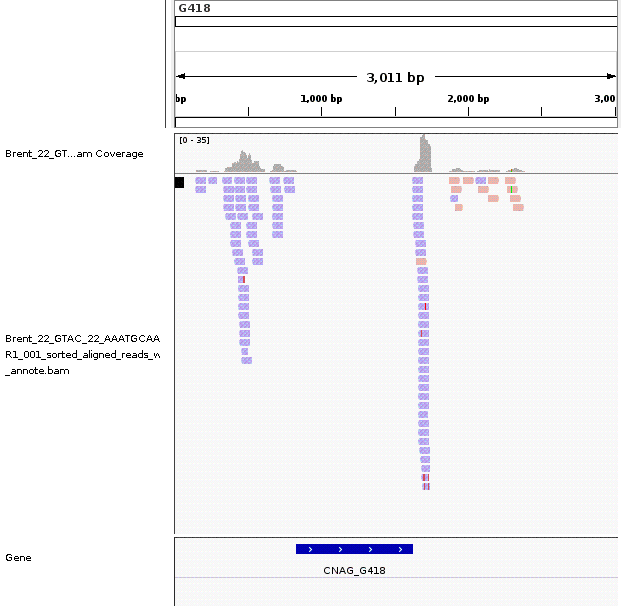 G418
3,011 bp
bp 1,000 bp 2,000 bp 3,00
[0 - 35]
Brent_22_GT...am Coverage
Brent_22_GTAC_22_AAATGCAA
R1_001_sorted_aligned_reads_w
_annote.bam
Gene
CNAG_G418